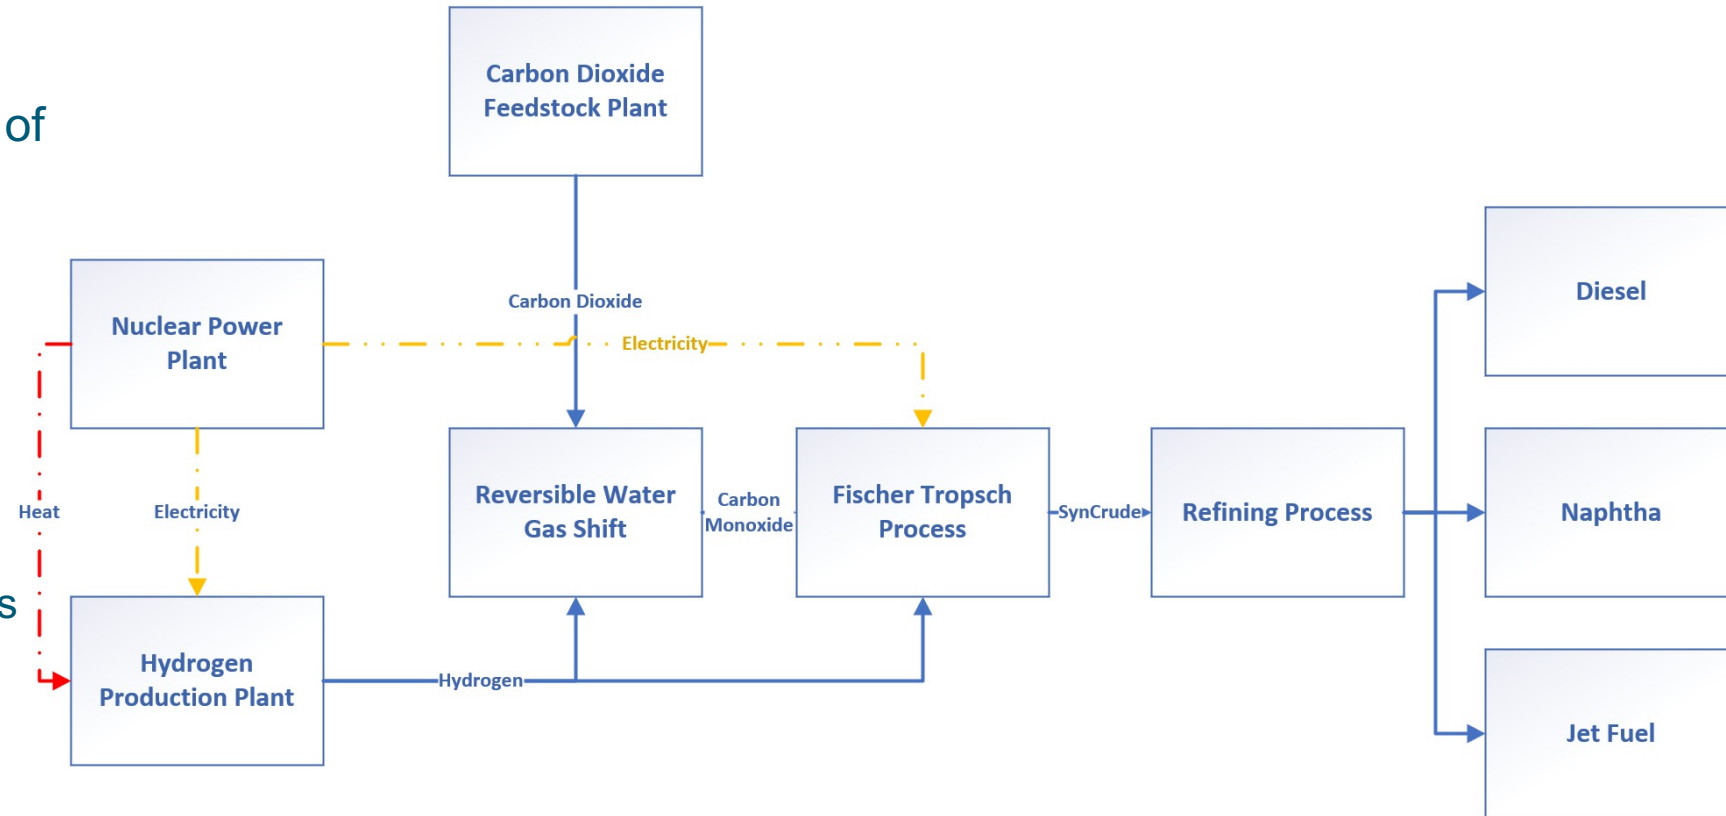 of
s
Carbon Dioxide
Feedstock Plant
Carbon Dioxide
Nuclear Power
Plant
Electricity
Heat
Electricity
Hydrogen
Production Plant
Hydrogen
Reversible Water
Gas Shift
Carbon
Monoxide
Fischer Tropsch
Process
SynCrude
Refining Process
Diesel
Naphtha
Jet Fuel